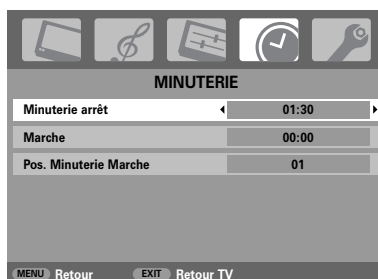 MINUTERIE
Minuterie arrêt 01:30
Marche 00:00
Pos. Minuterie Marche 01
MENU Retour EXIT Retour TV